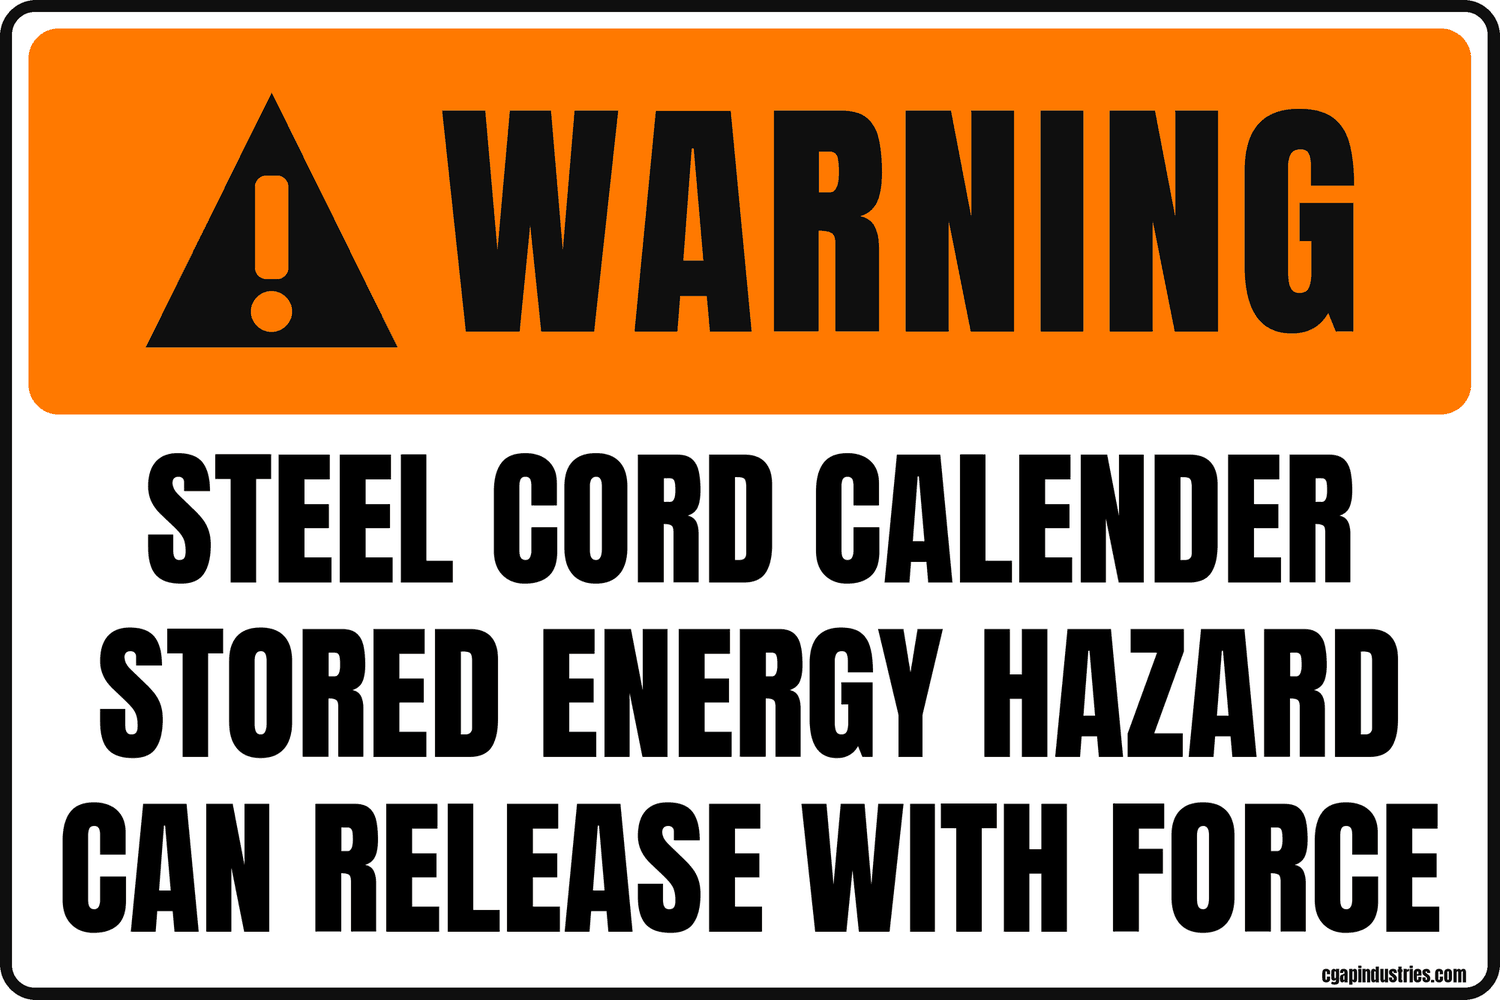 WARNING
STEEL CORD CALENDER
STORED ENERGY HAZARD
CAN RELEASE WITH FORCE
cgapindustries.com